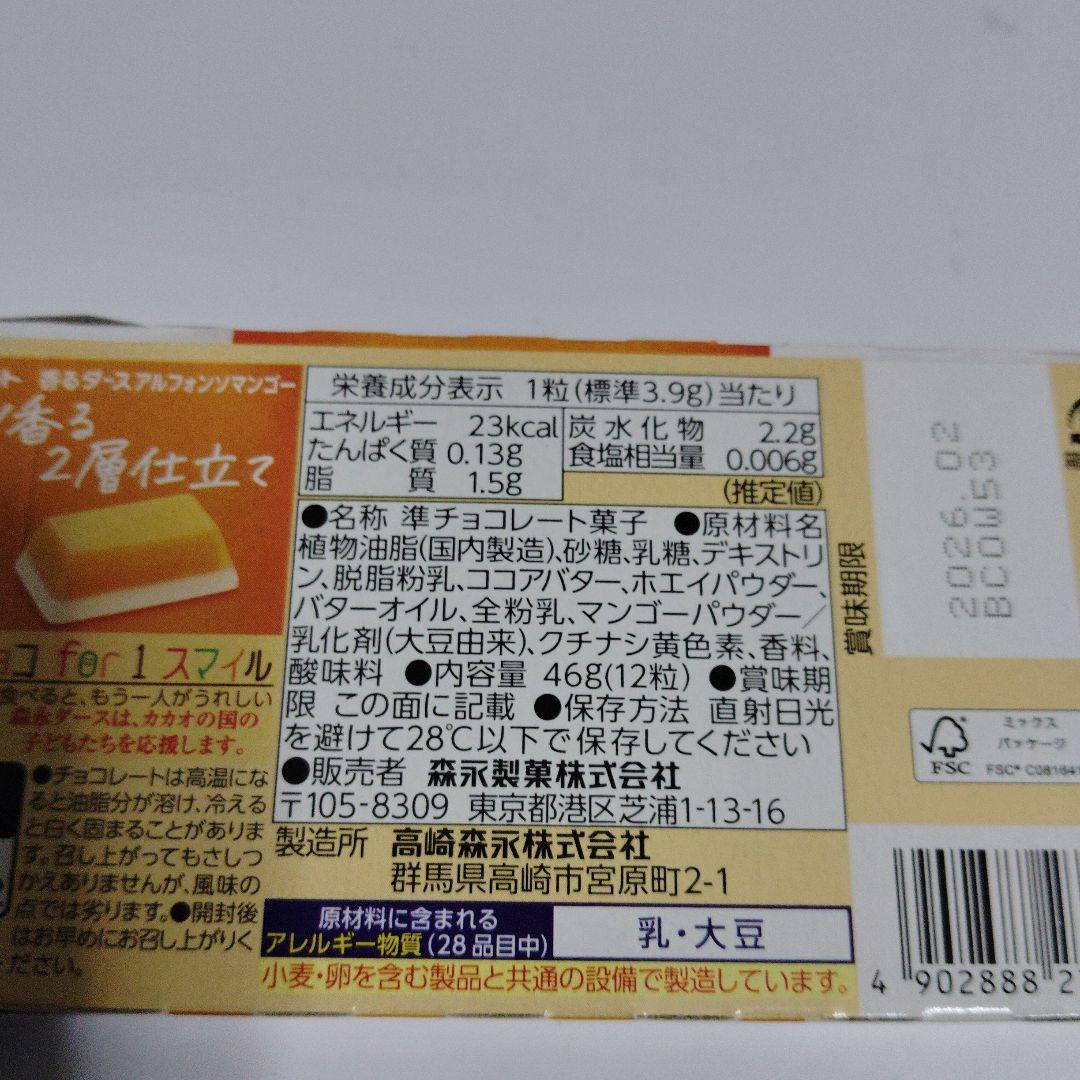 ト 香るダースアルフォンソマンゴー
香る
2層仕立て
コ for 1 スマイル
食べると、もう一人がうれしい
森永ダースは、カカオの国の
子どもたちを応援します。
●チョコレートは高温にな
ると油脂分が溶け、冷える
と白く固まることがありま
す。召し上がってもさしつ
かえありませんが、風味の
点では劣ります。●開封後
はお早めにお召し上がりく
ださい。
栄養成分表示 1粒(標準3.9g)当たり
エネルギー 23kcal
たんぱく質 0.13g
脂質 1.5g
炭水化物 2.2g
食塩相当量 0.006g
(推定値)
●名称 準チョコレート菓子 ●原材料名
植物油脂(国内製造)、砂糖、乳糖、デキストリ
ン、脱脂粉乳、ココアバター、ホエイパウダー、
バターオイル、全粉乳、マンゴーパウダー/
乳化剤(大豆由来)、クチナシ黄色素、香料、
酸味料 ●内容量 46g(12粒) ●賞味期
限 この面に記載 ●保存方法 直射日光
を避けて28℃以下で保存してください
●販売者 森永製菓株式会社
〒105-8309 東京都港区芝浦1-13-16
製造所 高崎森永株式会社
群馬県高崎市宮原町2-1
原材料に含まれる
アレルギー物質(28品目中)
乳・大豆
小麦・卵を含む製品と共通の設備で製造しています。
賞味期限
2026.02
BCOW53
ミックス
パッケージ
FSC
FSC® C081641
4 902888 2